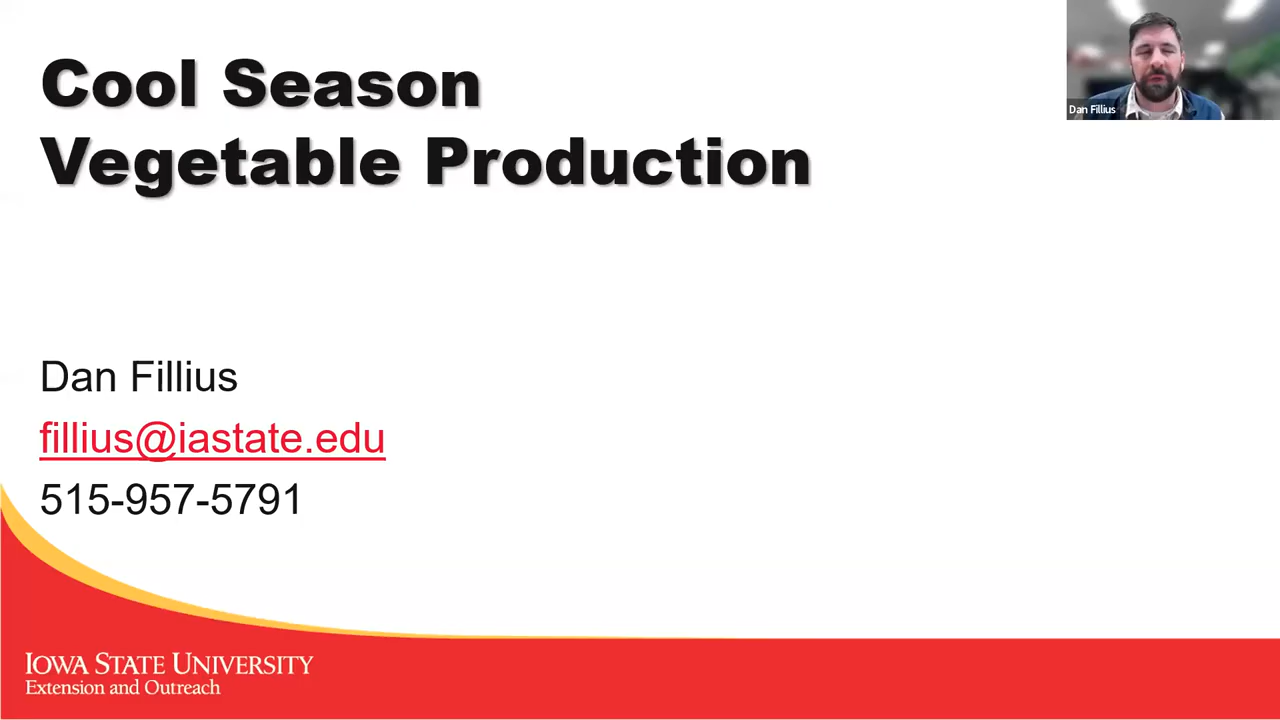 Cool Season
Vegetable Production
Dan Fillius
Dan Fillius
fillius@iastate.edu
515-957-5791
IOWA STATE UNIVERSITY
Extension and Outreach